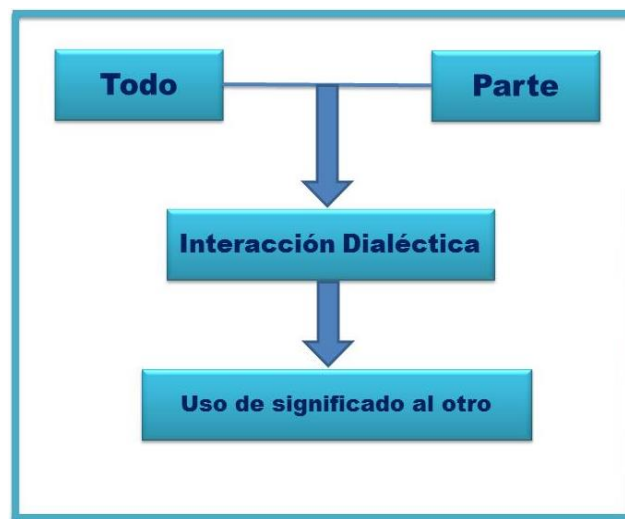 Todo
Parte
Interacción Dialéctica
Uso de significado al otro